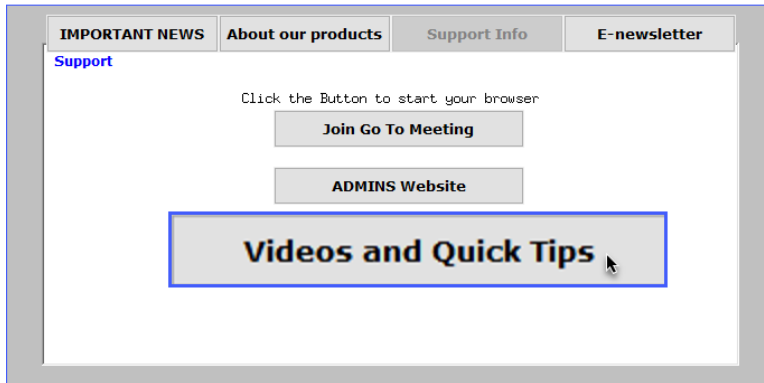 IMPORTANT NEWS About our products Support Info E-newsletter
Support
Click the Button to start your browser
Join Go To Meeting
ADMINS Website
Videos and Quick Tips